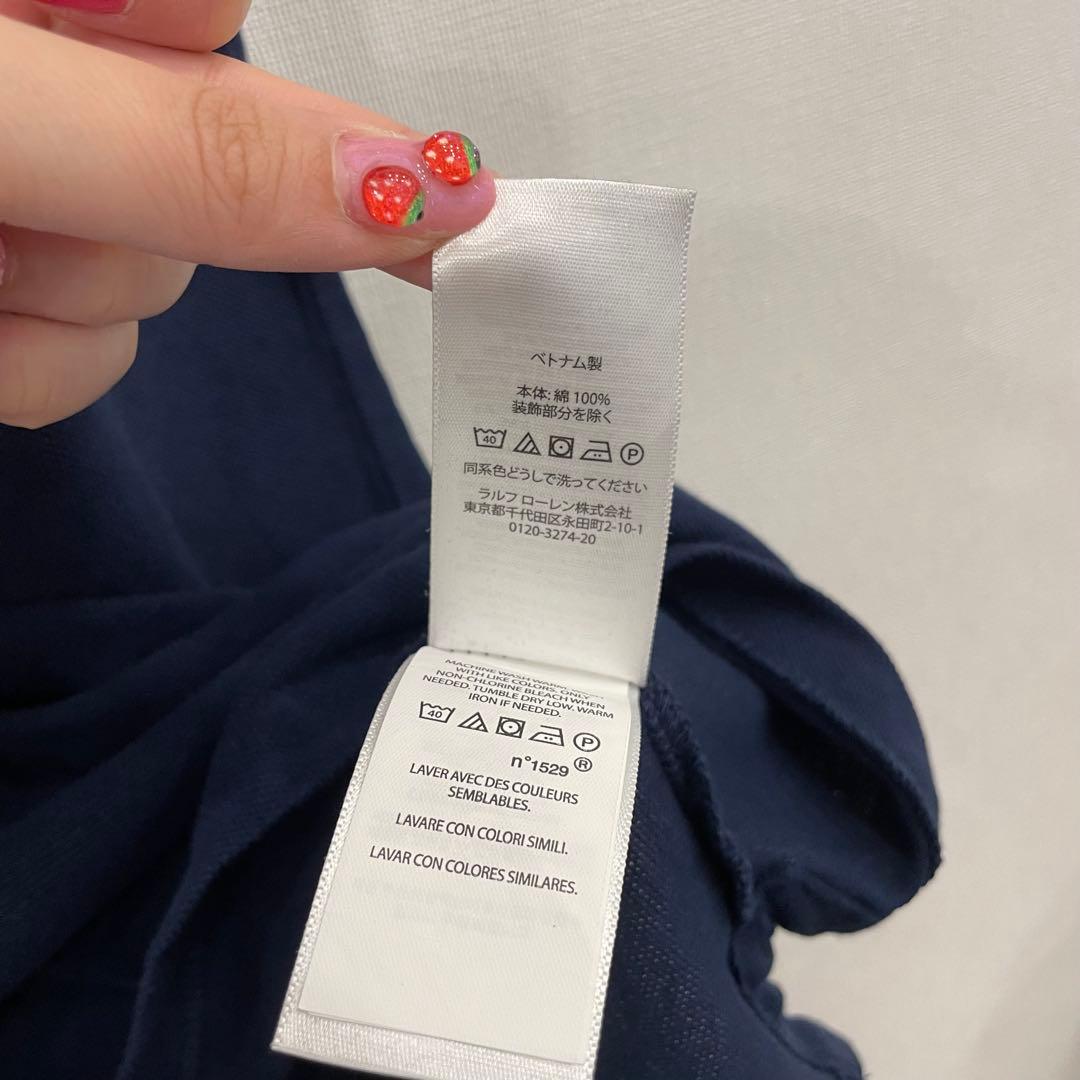 ベトナム製
本体: 綿 100%
装飾部分を除く
40 P
同系色どうしで洗ってください
ラルフ ローレン株式会社
東京都千代田区永田町2-10-1
0120-3274-20
MACHINE WASH WARM
WITH LIKE COLORS. ONLY
NON-CHLORINE BLEACH WHEN
NEEDED. TUMBLE DRY LOW. WARM
IRON IF NEEDED.
40 P
n°1529 ®
LAVER AVEC DES COULEURS
SEMBLABLES.
LAVARE CON COLORI SIMILI.
LAVAR CON COLORES SIMILARES.